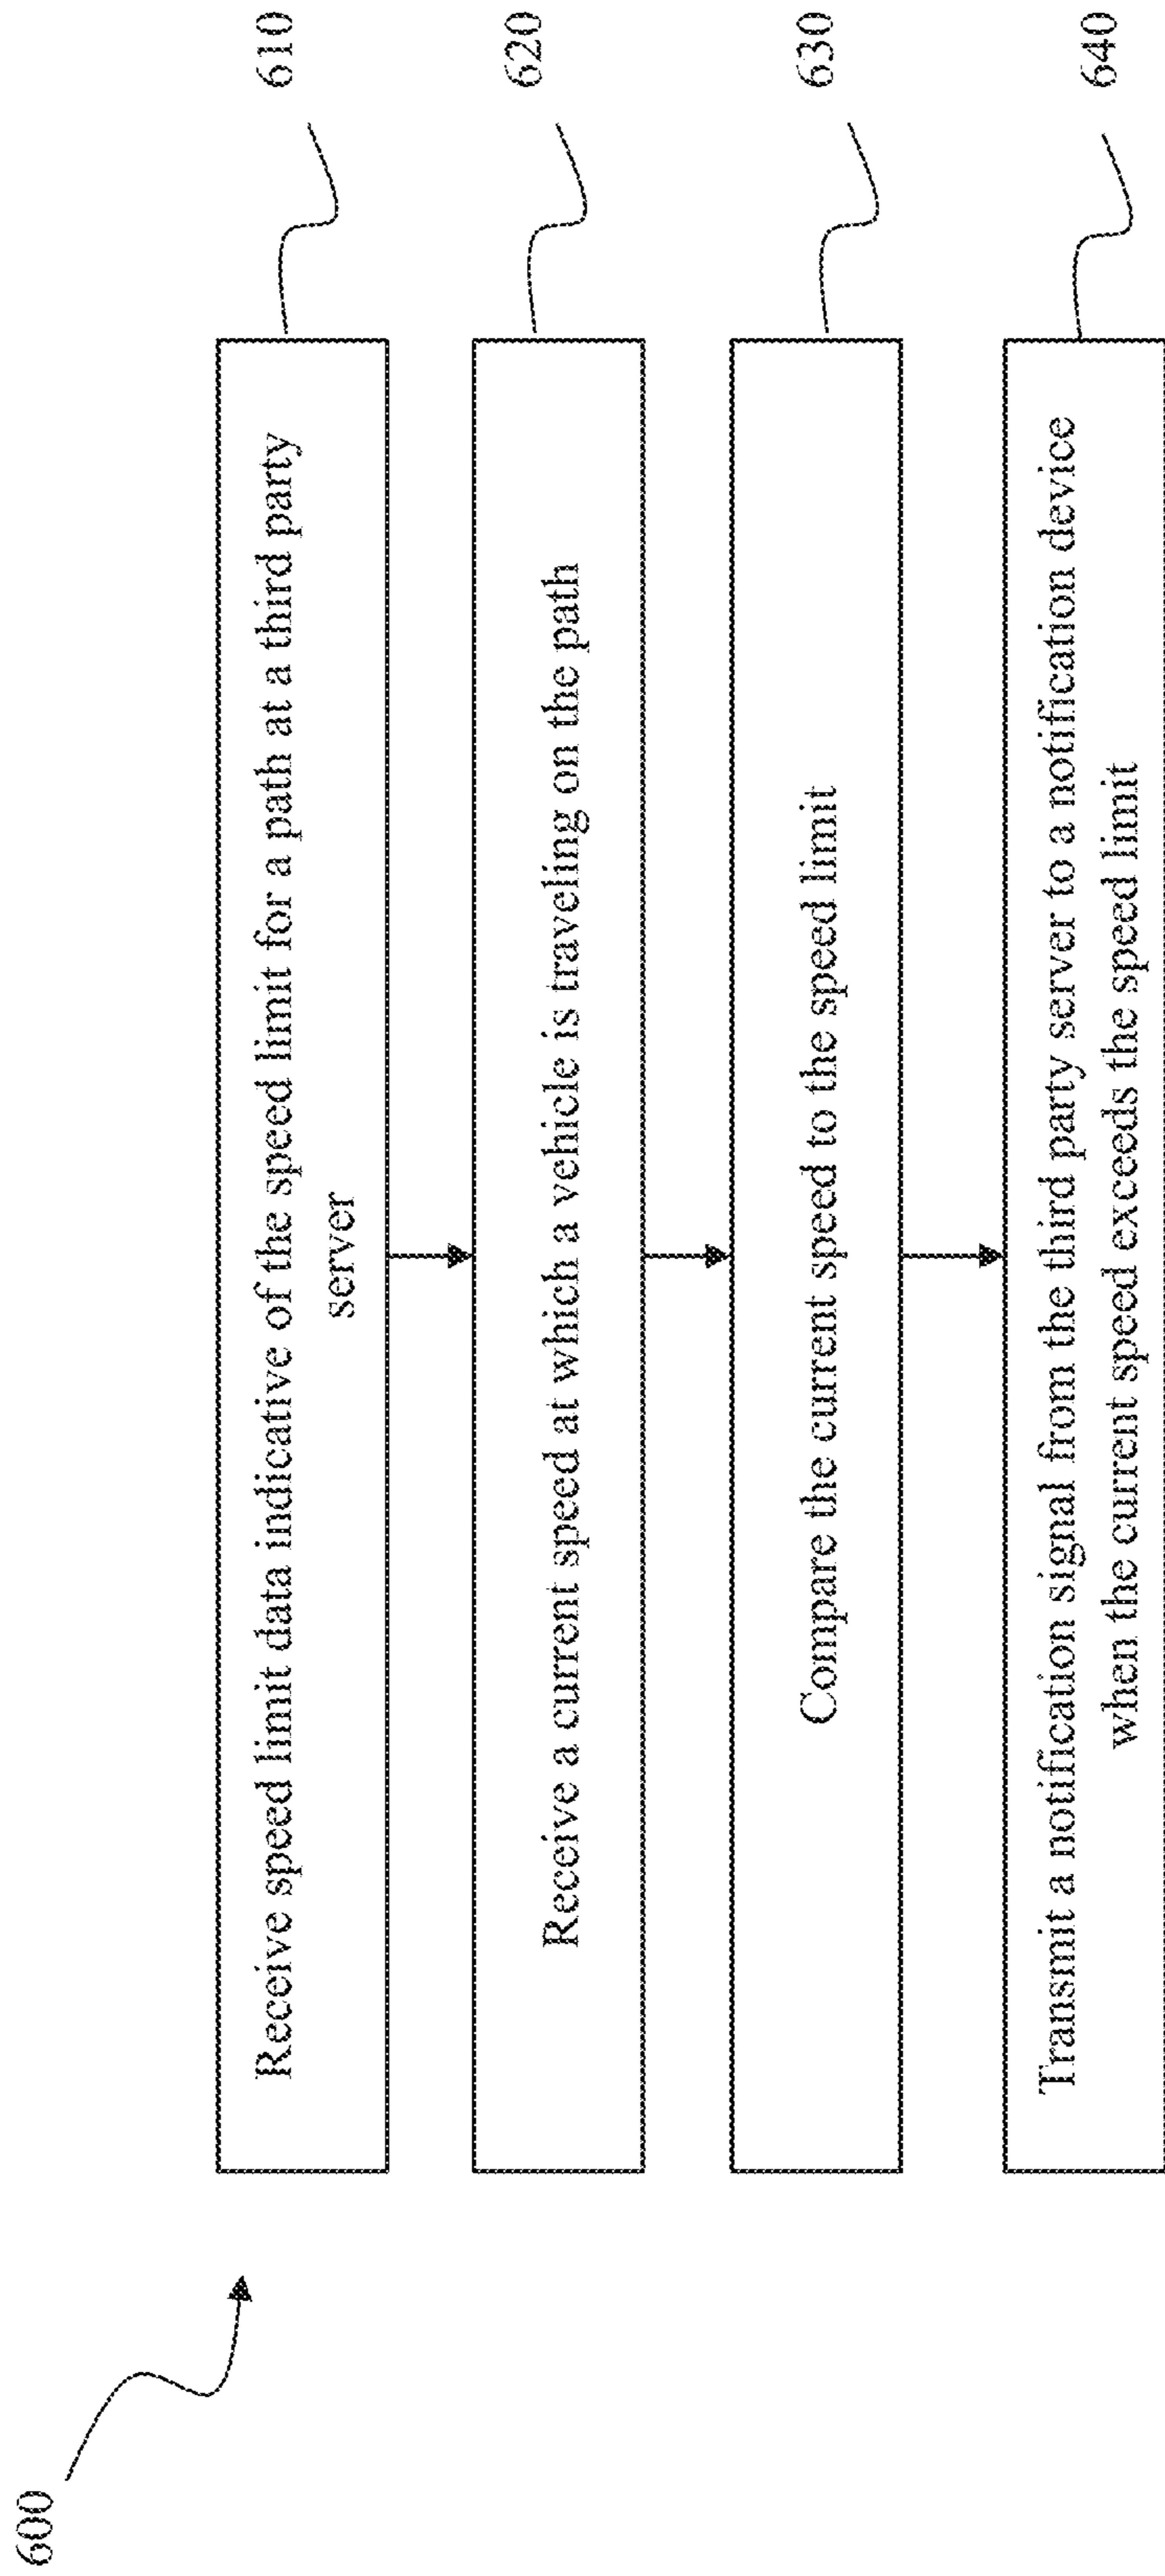 600
Receive speed limit data indicative of the speed limit for a path at a third party
server
610
Receive a current speed at which a vehicle is traveling on the path
620
Compare the current speed to the speed limit
630
Transmit a notification signal from the third party server to a notification device
when the current speed exceeds the speed limit
640